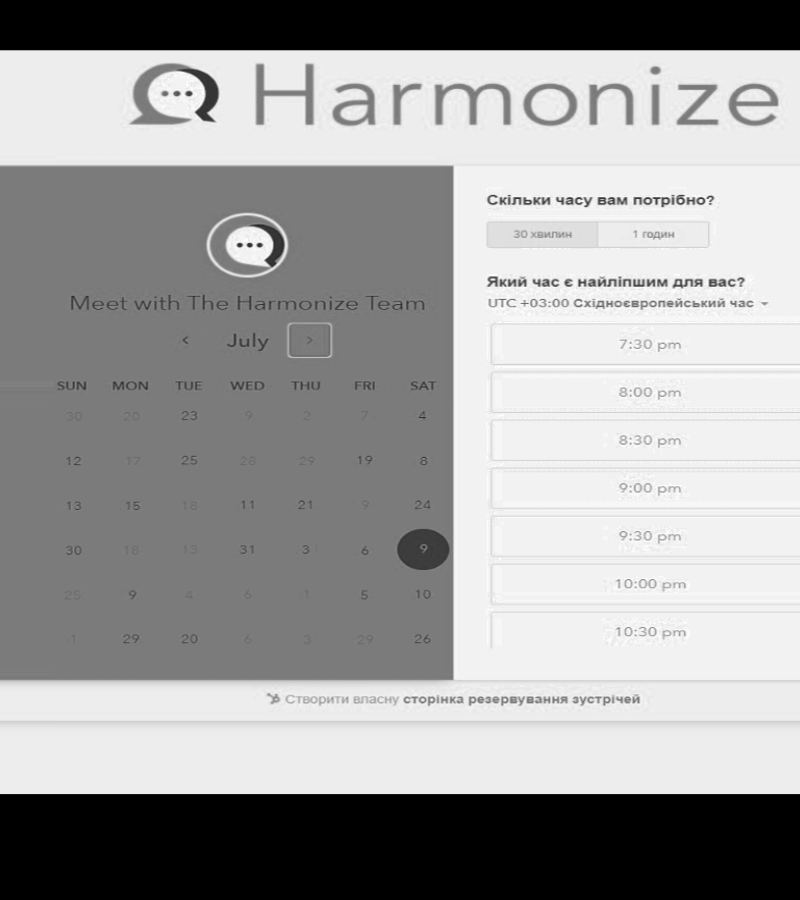 Harmonize
Meet with The Harmonize Team
July
SUN MON TUE WED THU FRI SAT
30 20 23 9 2 7 4
12 17 25 28 29 19 8
13 15 18 11 21 9 24
30 18 13 31 3 6 9
25 9 4 6 1 5 10
1 29 20 6 3 29 26
Скільки часу вам потрібно?
30 хвилин 1 годин
Який час є найліпшим для вас?
UTC +03:00 Східноєвропейський час
7:30 pm
8:00 pm
8:30 pm
9:00 pm
9:30 pm
10:00 pm
10:30 pm
Створити власну сторінка резервування зустрічей